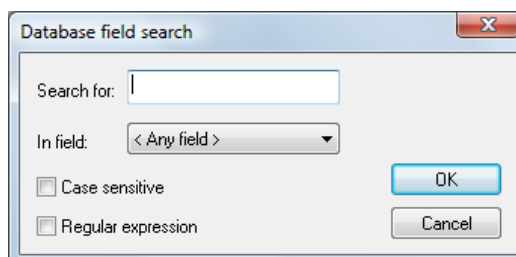 Database field search
Search for:
In field: < Any field >
Case sensitive
OK
Regular expression
Cancel